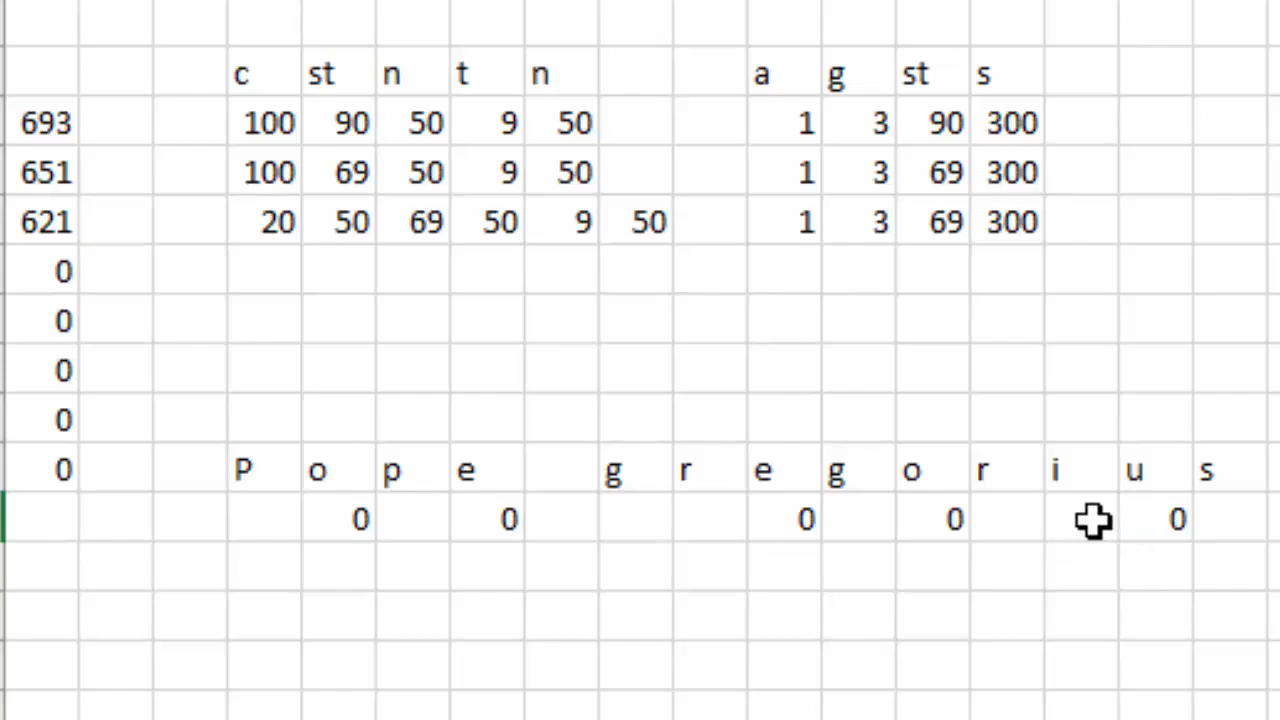 c st n t n a g st s
693 100 90 50 9 50 1 3 90 300
651 100 69 50 9 50 1 3 69 300
621 20 50 69 50 9 50 1 3 69 300
0
0
0
0
0 P o p e g r e g o r i u s
0 0 0 0 0